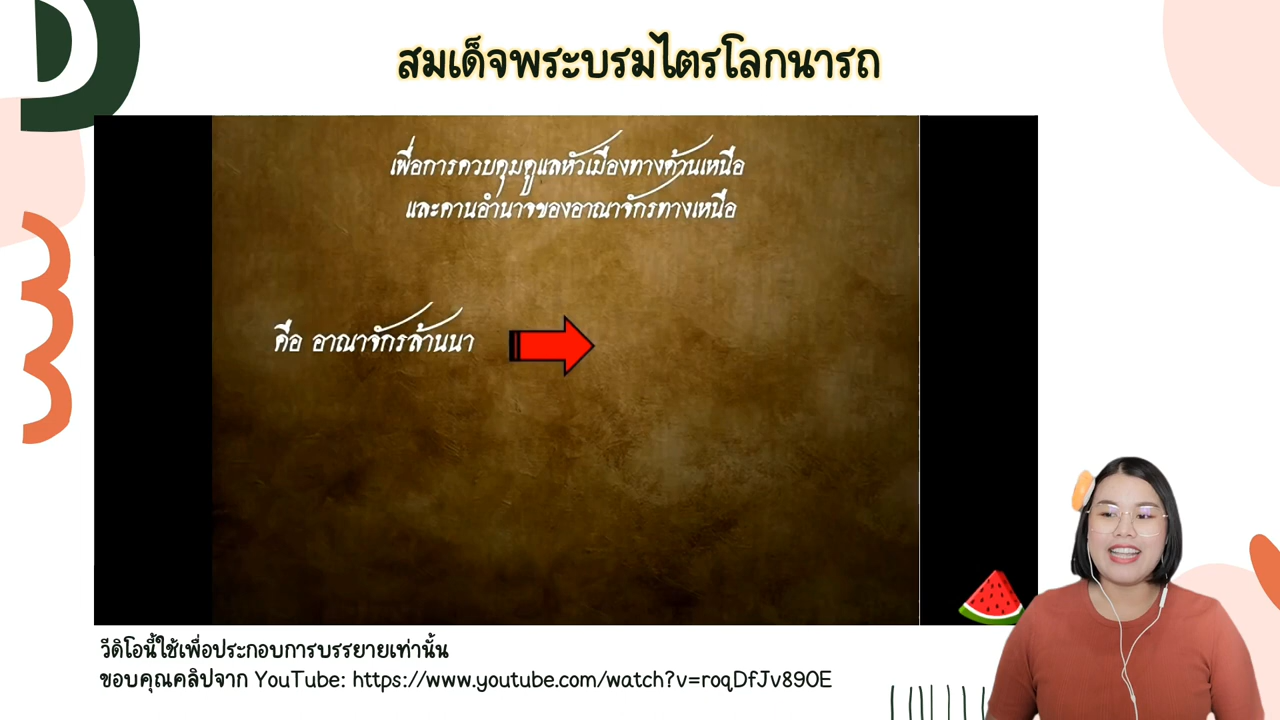 สมเด็จพระบรมไตรโลกนารถ
เพื่อการควบคุมดูแลหัวเมืองทางด้านเหนือ
และคานอำนาจของอาณาจักรทางเหนือ
คือ อาณาจักรล้านนา
วีดิโอนี้ใช้เพื่อประกอบการบรรยายเท่านั้น
ขอบคุณคลิปจาก YouTube: https://www.youtube.com/watch?v=roqDfJv890E